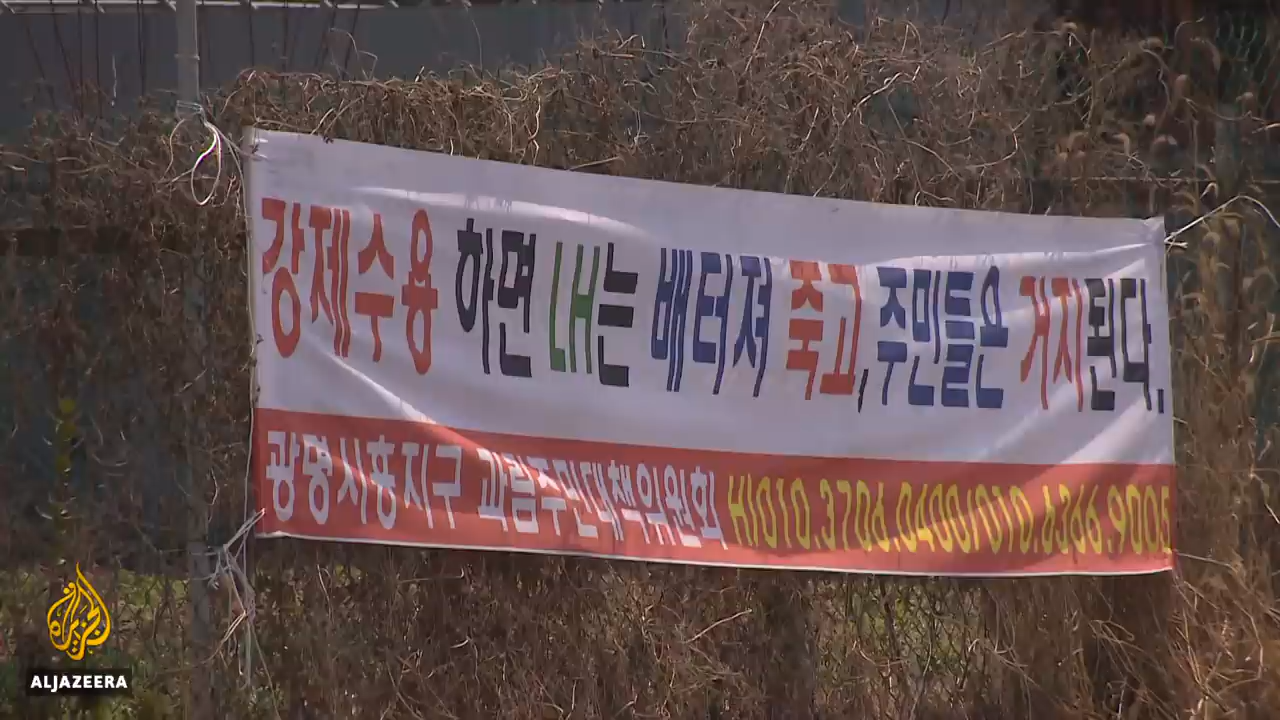 강제수용 하면 LH는 배터져 죽고, 주민들은 거지된다.
광명시흥지구 과림주민대책위원회 H)010.3706.0400/010.6366.9005
ALJAZEERA